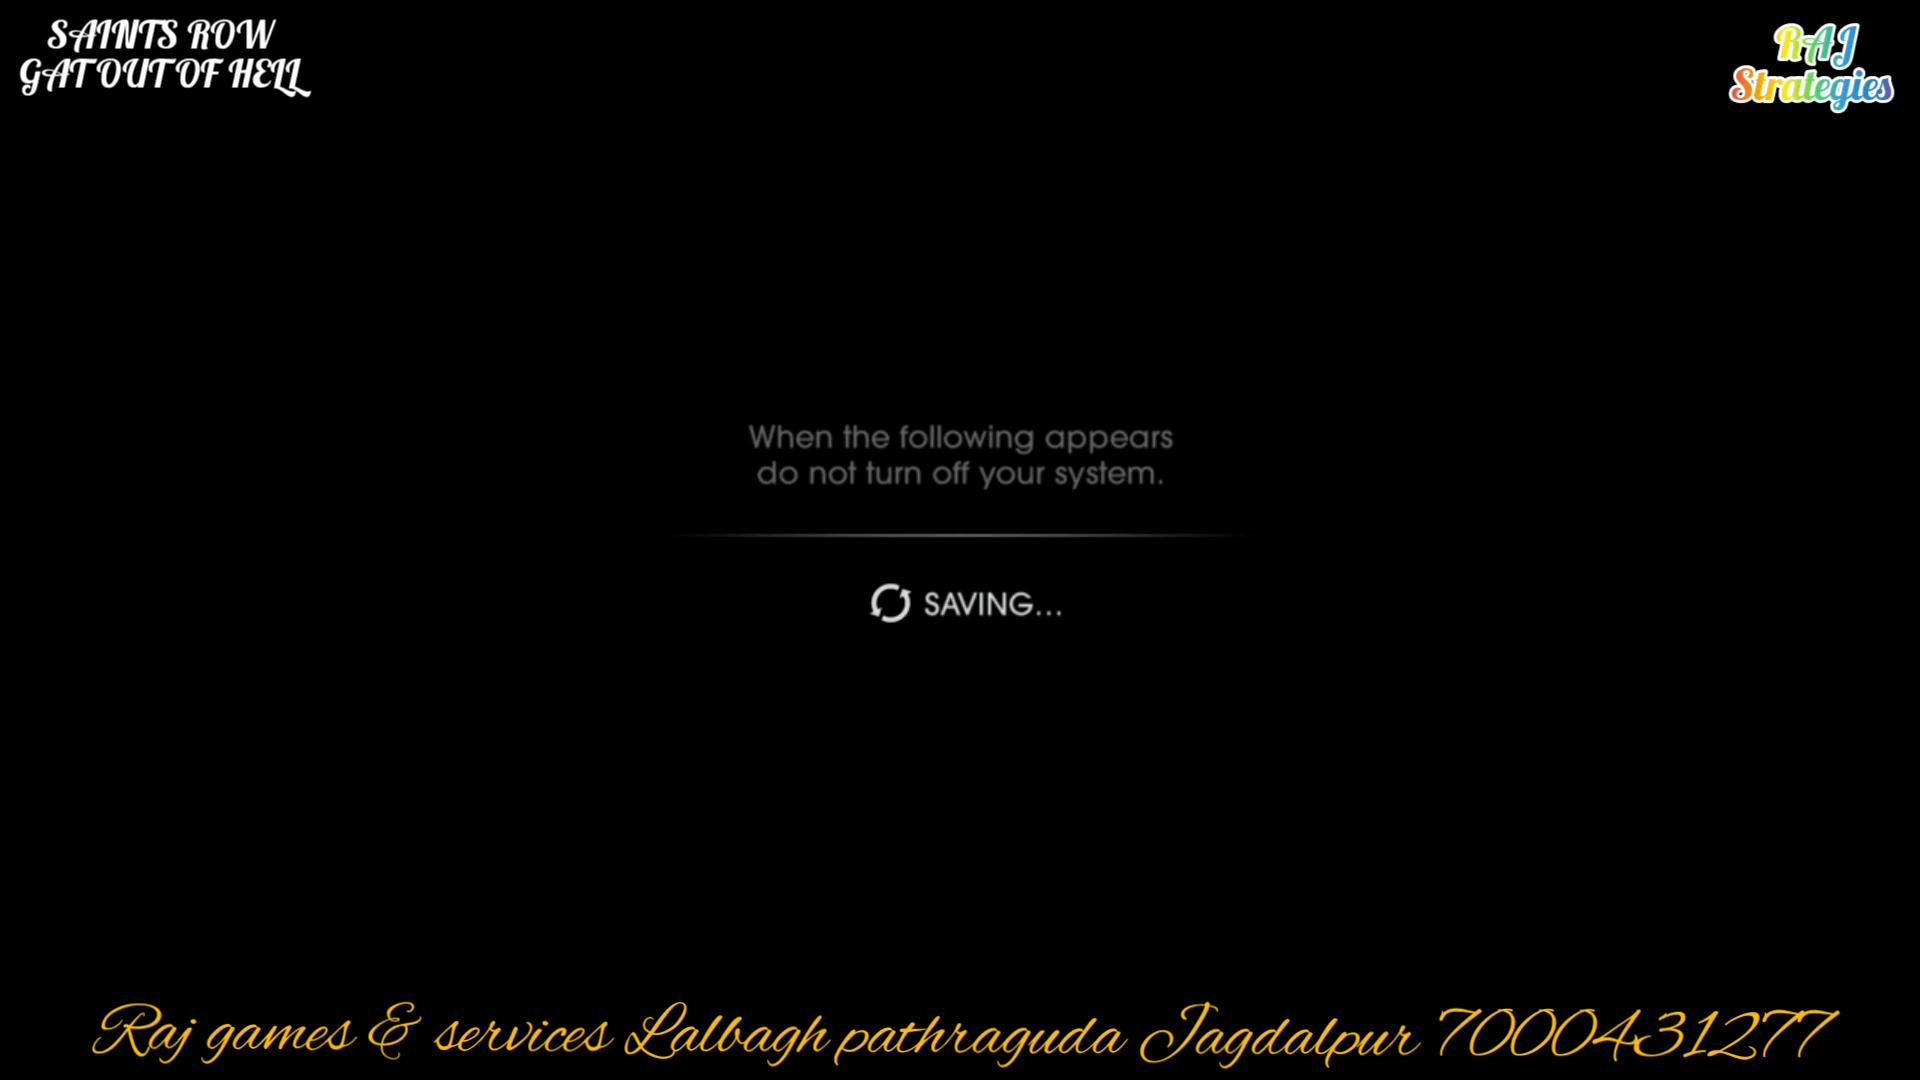 SAINTS ROW
GAT OUT OF HELL
RAJ
Strategies
When the following appears
do not turn off your system.
SAVING...
Raj games & services Lalbagh pathraguda Jagdalpur 7000431277